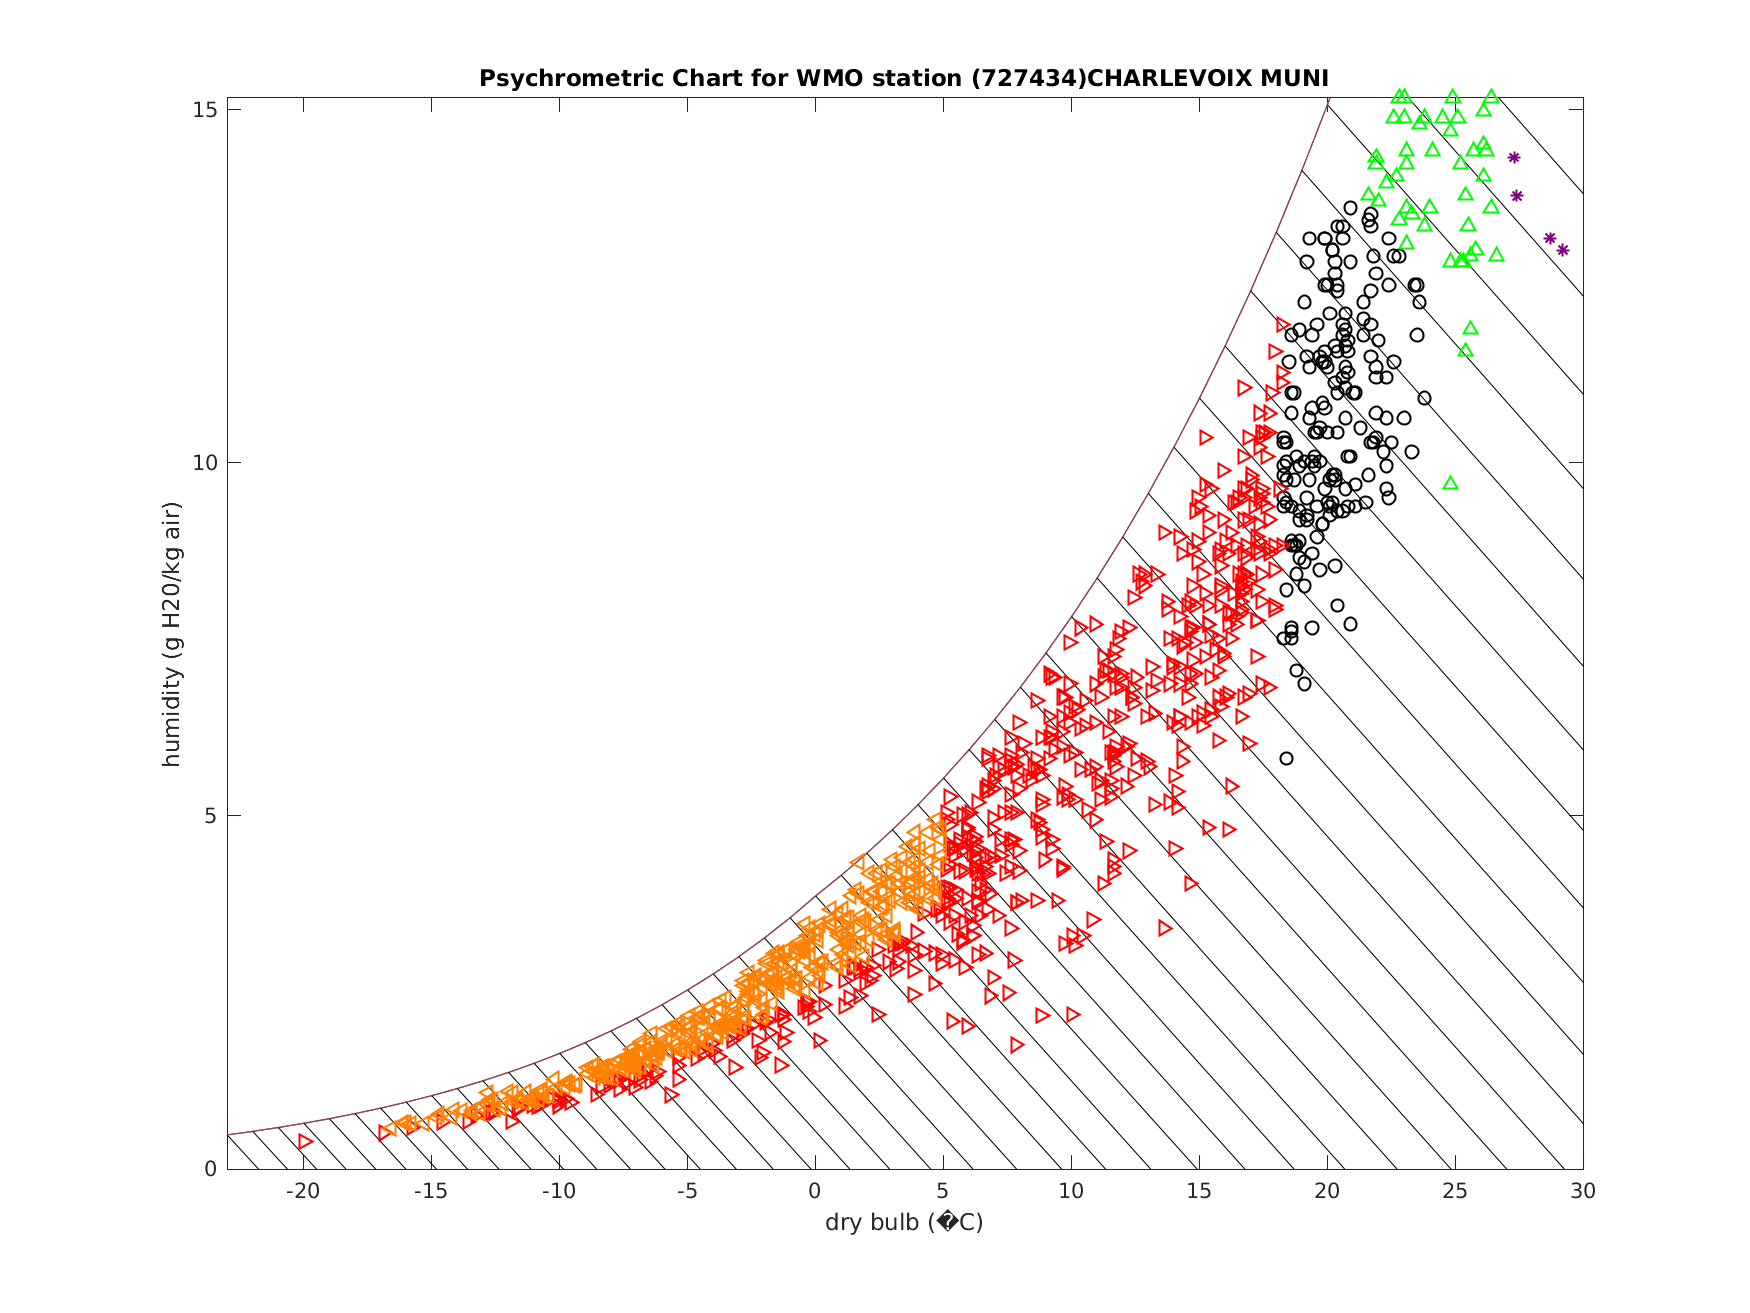 Psychrometric Chart for WMO station (727434)CHARLEVOIX MUNI
15
10
5
0
humidity (g H20/kg air)
-20 -15 -10 -5 0 5 10 15 20 25 30
dry bulb (�C)